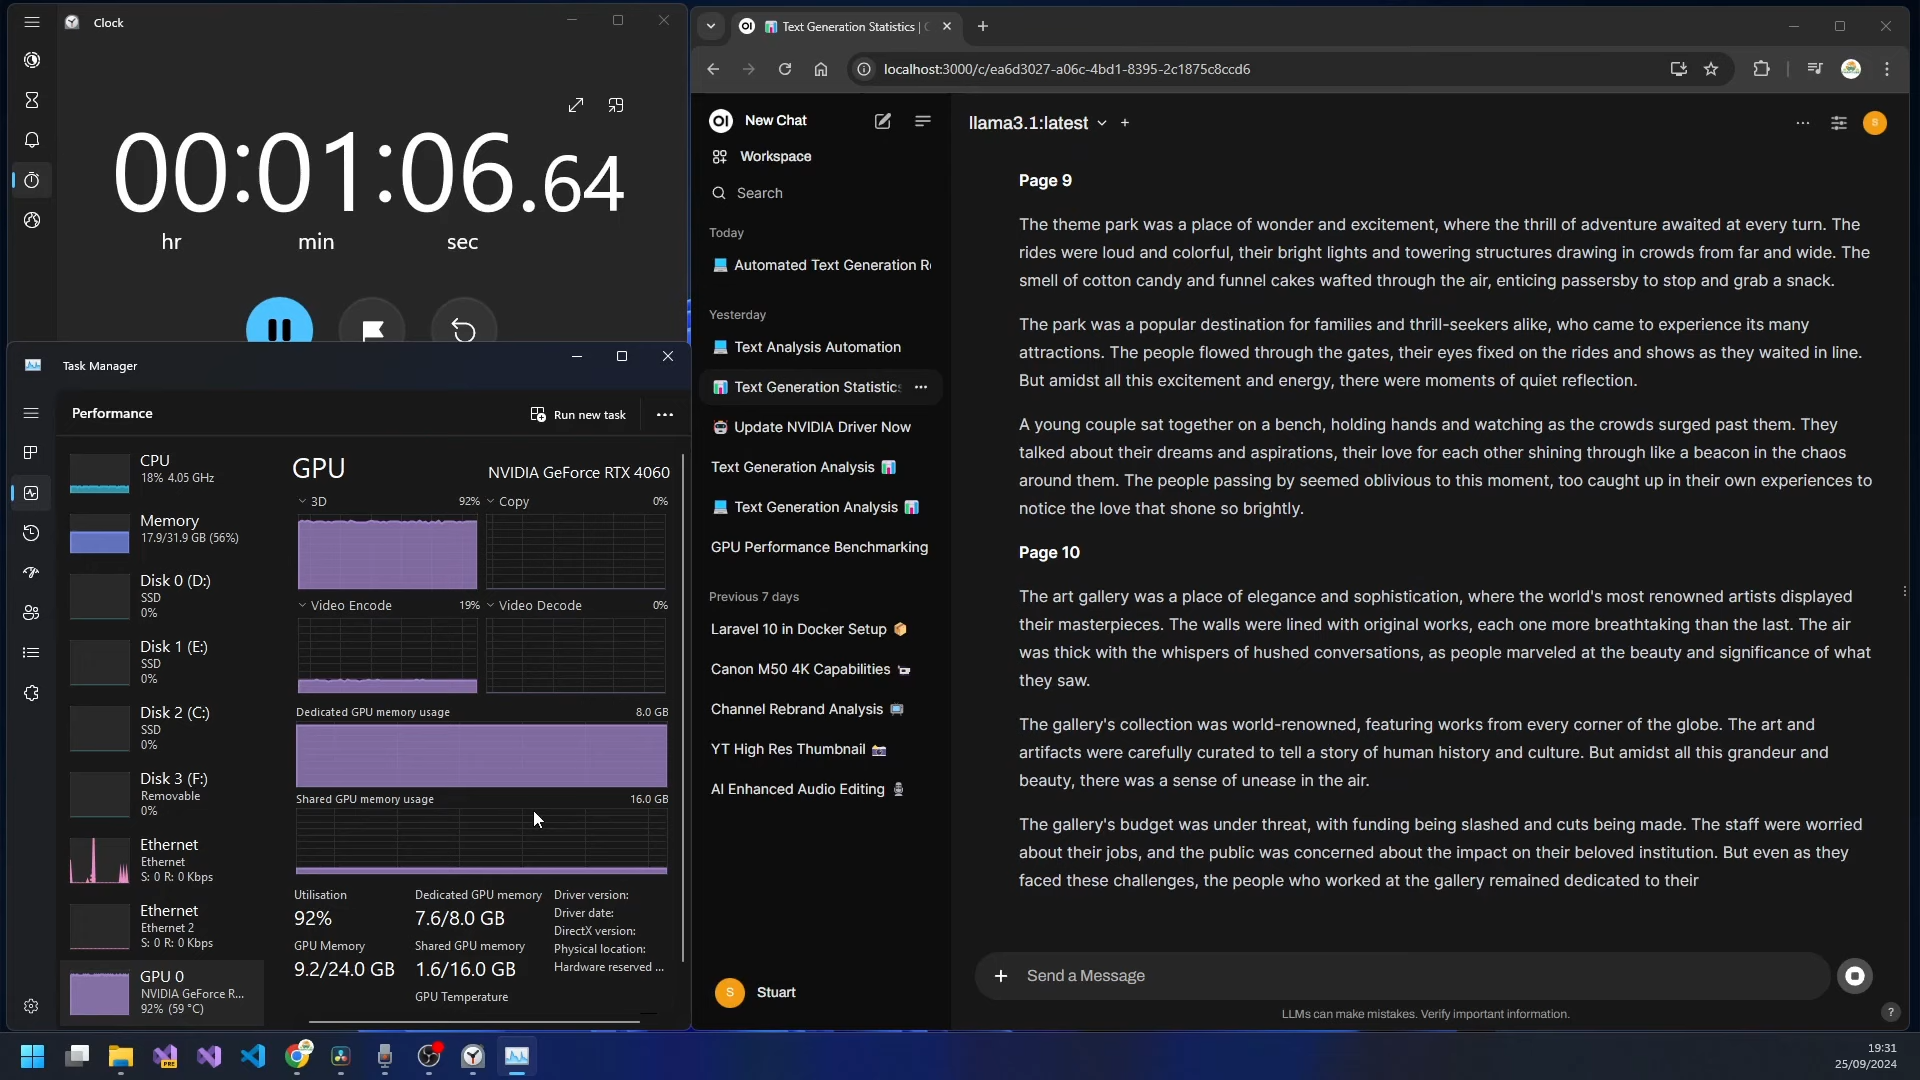 Clock
00:01:06.64
hr min sec
Task Manager
Performance
Run new task
CPU
18% 4.05 GHz
Memory
17.9/31.9 GB (56%)
Disk 0 (D:)
SSD
0%
Disk 1 (E:)
SSD
0%
Disk 2 (C:)
SSD
0%
Disk 3 (F:)
Removable
0%
Ethernet
Ethernet
S: 0 R: 0 Kbps
Ethernet
Ethernet 2
S: 0 R: 0 Kbps
GPU 0
NVIDIA GeForce R...
92% (59 °C)
GPU
NVIDIA GeForce RTX 4060
3D 92%
Copy 0%
Video Encode 19%
Video Decode 0%
Dedicated GPU memory usage 8.0 GB
Shared GPU memory usage 16.0 GB
Utilisation
92%
Dedicated GPU memory
7.6/8.0 GB
GPU Memory
9.2/24.0 GB
Shared GPU memory
1.6/16.0 GB
GPU Temperature
Driver version:
Driver date:
DirectX version:
Physical location:
Hardware reserved ...
Text Generation Statistics |
localhost:3000/c/ea6d3027-a06c-4bd1-8395-2c1875c8ccd6
OI New Chat
Workspace
Search
Today
Automated Text Generation Re
Yesterday
Text Analysis Automation
Text Generation Statistics
Update NVIDIA Driver Now
Text Generation Analysis
Text Generation Analysis
GPU Performance Benchmarking
Previous 7 days
Laravel 10 in Docker Setup
Canon M50 4K Capabilities
Channel Rebrand Analysis
YT High Res Thumbnail
AI Enhanced Audio Editing
S Stuart
llama3.1:latest
S
Page 9
The theme park was a place of wonder and excitement, where the thrill of adventure awaited at every turn. The
rides were loud and colorful, their bright lights and towering structures drawing in crowds from far and wide. The
smell of cotton candy and funnel cakes wafted through the air, enticing passersby to stop and grab a snack.
The park was a popular destination for families and thrill-seekers alike, who came to experience its many
attractions. The people flowed through the gates, their eyes fixed on the rides and shows as they waited in line.
But amidst all this excitement and energy, there were moments of quiet reflection.
A young couple sat together on a bench, holding hands and watching as the crowds surged past them. They
talked about their dreams and aspirations, their love for each other shining through like a beacon in the chaos
around them. The people passing by seemed oblivious to this moment, too caught up in their own experiences to
notice the love that shone so brightly.
Page 10
The art gallery was a place of elegance and sophistication, where the world's most renowned artists displayed
their masterpieces. The walls were lined with original works, each one more breathtaking than the last. The air
was thick with the whispers of hushed conversations, as people marveled at the beauty and significance of what
they saw.
The gallery's collection was world-renowned, featuring works from every corner of the globe. The art and
artifacts were carefully curated to tell a story of human history and culture. But amidst all this grandeur and
beauty, there was a sense of unease in the air.
The gallery's budget was under threat, with funding being slashed and cuts being made. The staff were worried
about their jobs, and the public was concerned about the impact on their beloved institution. But even as they
faced these challenges, the people who worked at the gallery remained dedicated to their
Send a Message
LLMs can make mistakes. Verify important information.
?
19:31
25/09/2024